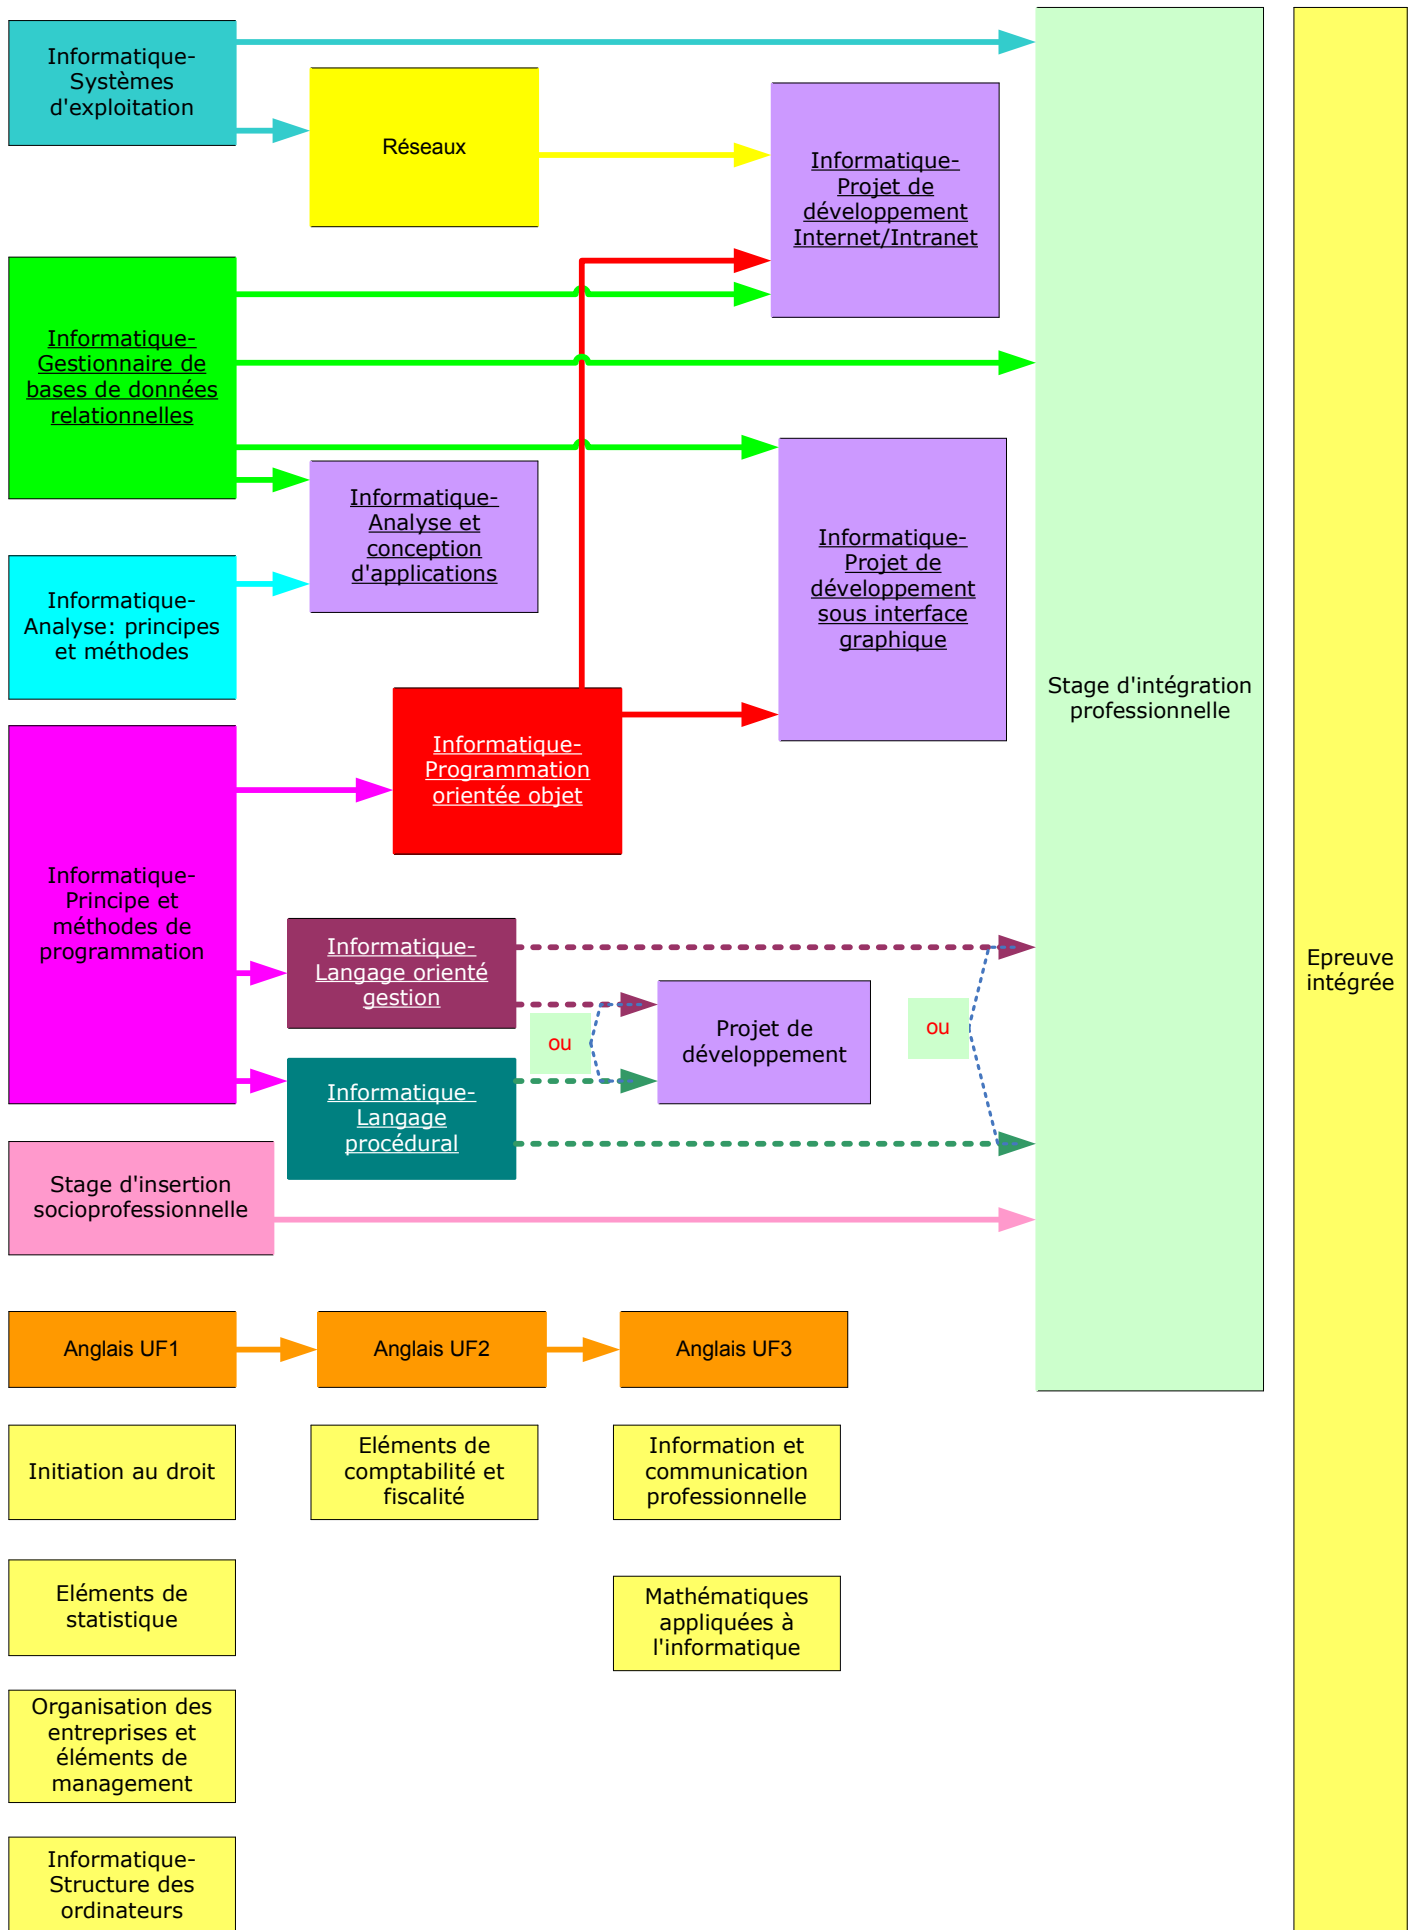 Informatique-
Systèmes
d'exploitation
Réseaux
Informatique-
Projet de
développement
Internet/Intranet
Informatique-
Gestionnaire de
bases de données
relationnelles
Informatique-
Analyse et
conception
d'applications
Informatique-
Projet de
développement
sous interface
graphique
Informatique-
Analyse: principes
et méthodes
Stage d'intégration
professionnelle
Informatique-
Programmation
orientée objet
Informatique-
Principe et
méthodes de
programmation
Informatique-
Langage orienté
gestion
Epreuve
intégrée
ou
Projet de
développement
ou
Informatique-
Langage
procédural
Stage d'insertion
socioprofessionnelle
Anglais UF1
Anglais UF2
Anglais UF3
Initiation au droit
Eléments de
comptabilité et
fiscalité
Information et
communication
professionnelle
Eléments de
statistique
Mathématiques
appliquées à
l'informatique
Organisation des
entreprises et
éléments de
management
Informatique-
Structure des
ordinateurs